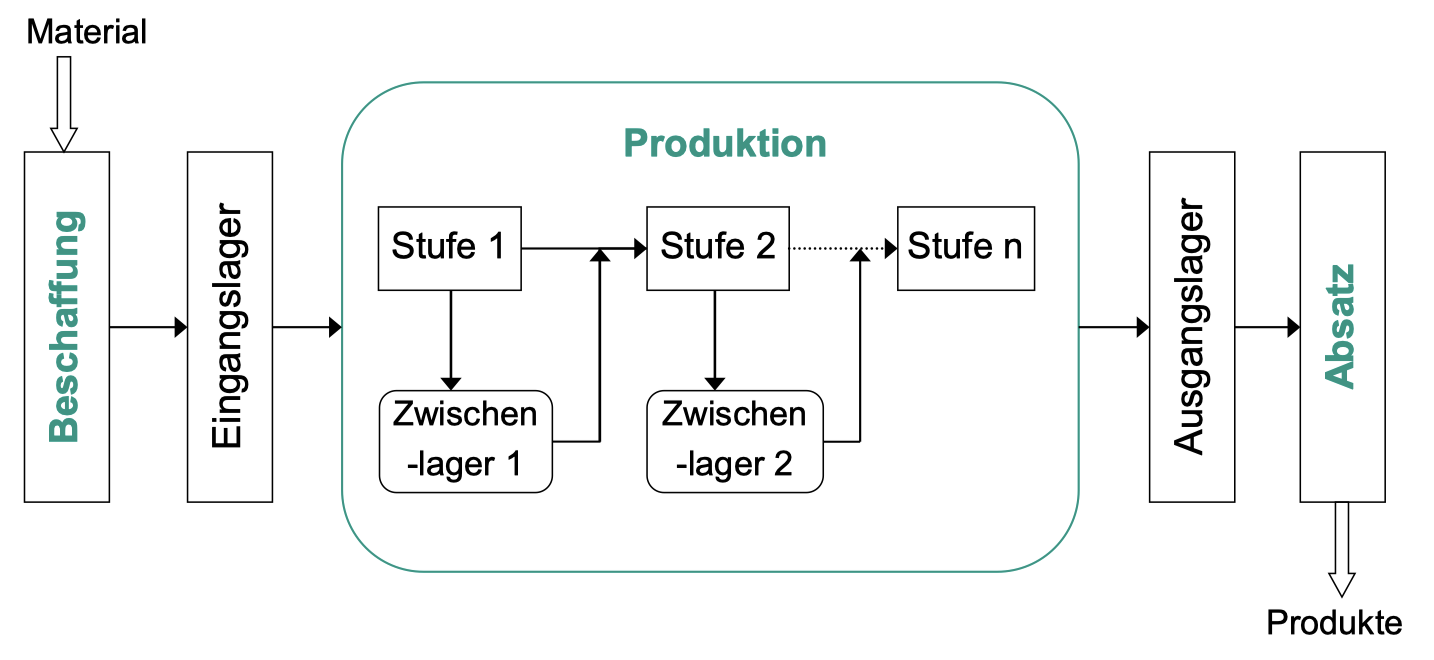 Material
Beschaffung
Eingangslager
Produktion
Stufe 1
Stufe 2
Stufe n
Zwischen
-lager 1
Zwischen
-lager 2
Ausgangslager
Absatz
Produkte